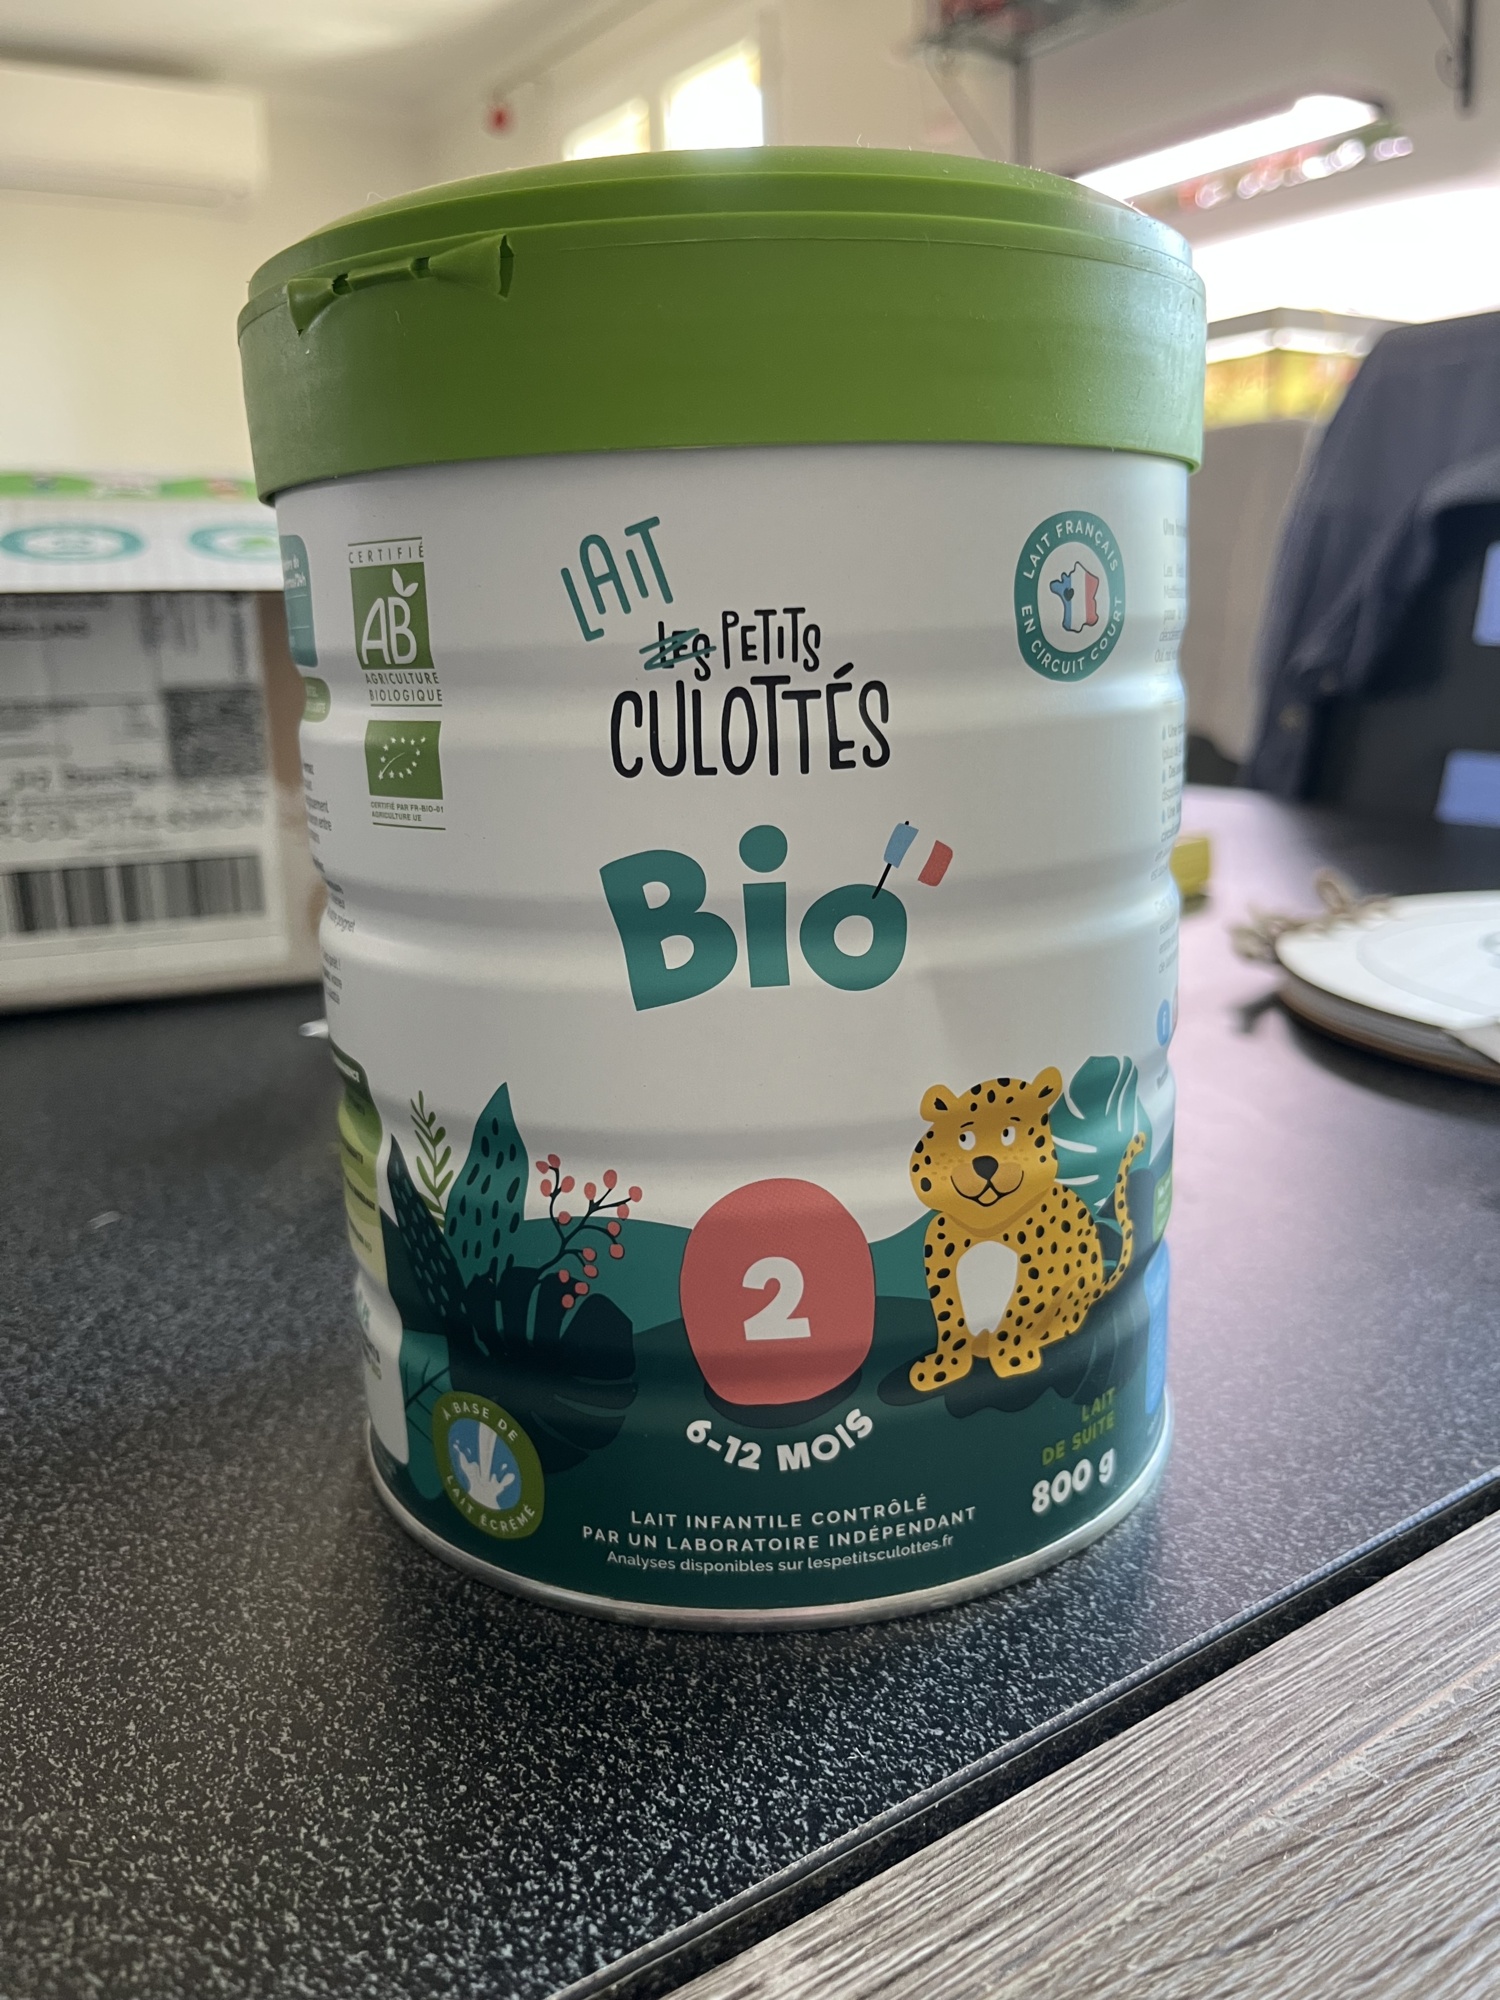 CERTIFIÉ
AB
AGRICULTURE
BIOLOGIQUE
CERTIFIÉ PAR FR-BIO-01
AGRICULTURE UE
LAIT
LES PETITS
CULOTTÉS
Bio
LAIT FRANÇAIS
EN CIRCUIT COURT
2
6-12 MOIS
À BASE DE
LAIT ÉCRÉMÉ
LAIT
DE SUITE
800 g
LAIT INFANTILE CONTRÔLÉ
PAR UN LABORATOIRE INDÉPENDANT
Analyses disponibles sur lespetitsculottes.fr